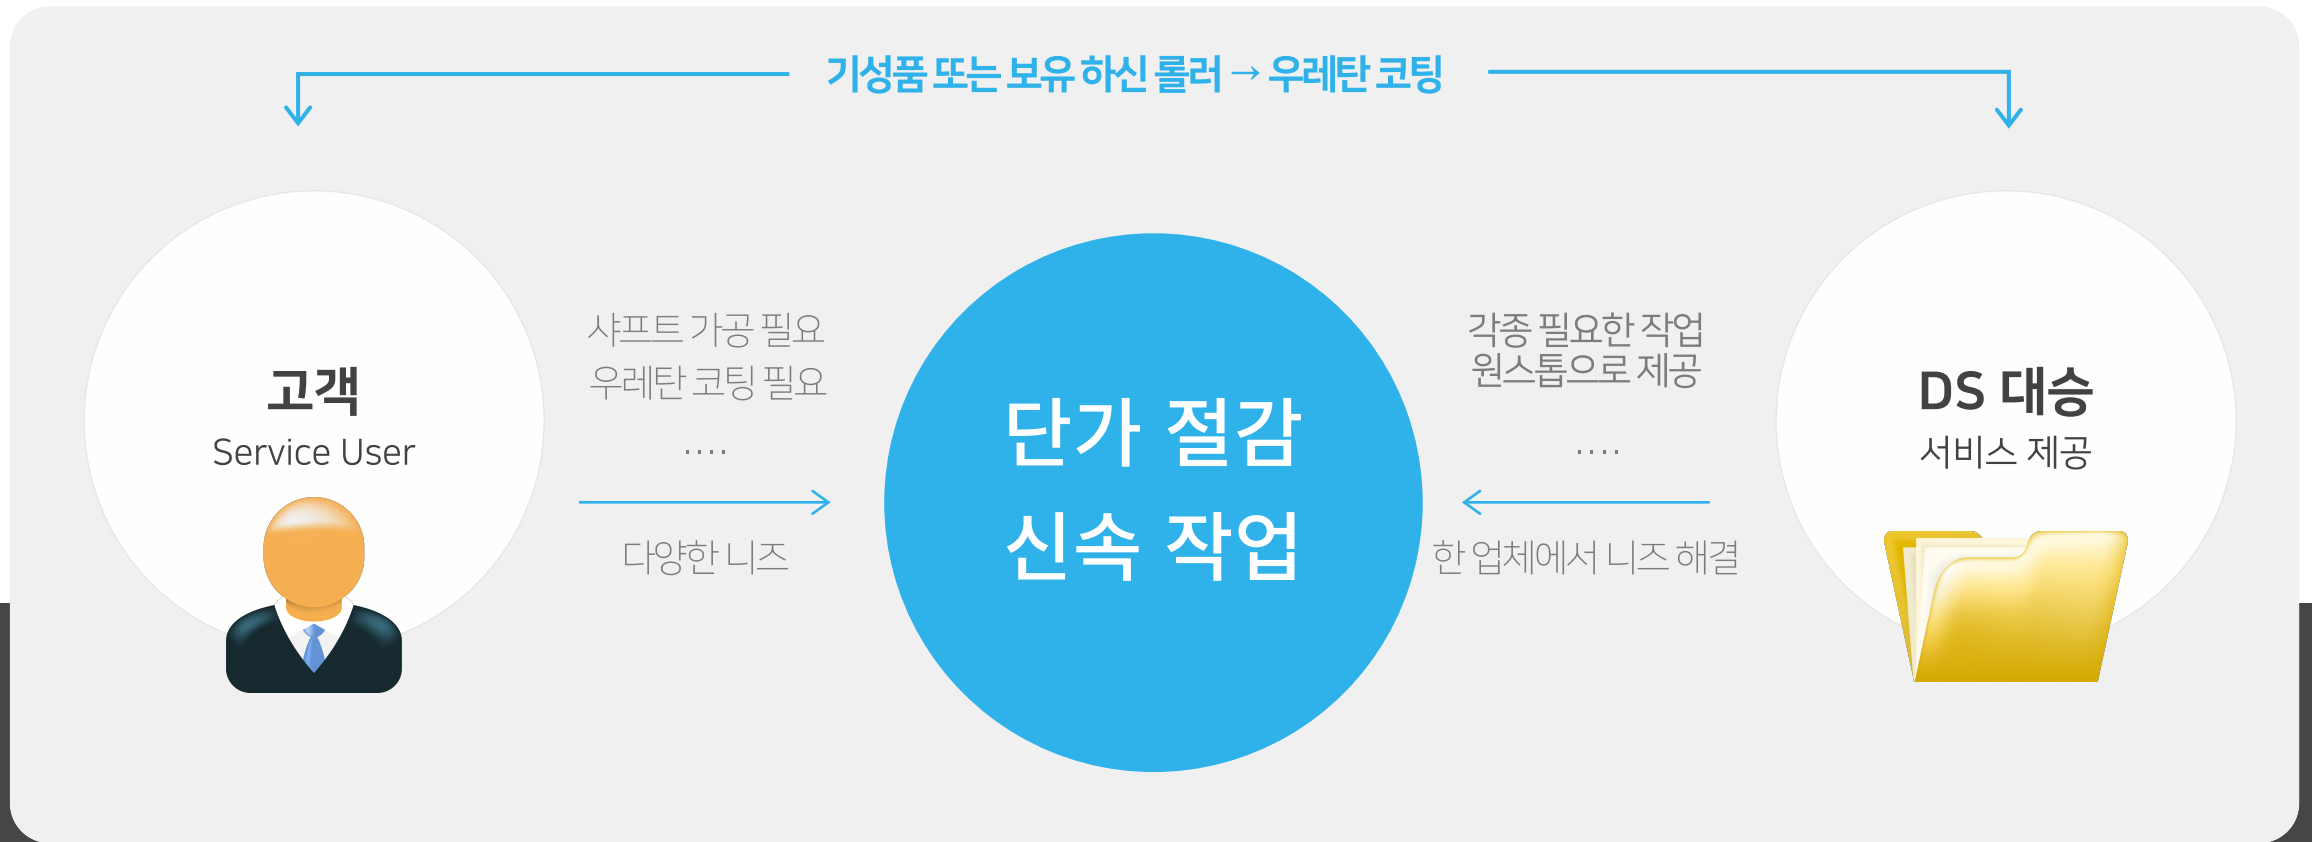 기성품 또는 보유 하신 롤러 → 우레탄 코팅
고객
Service User
샤프트 가공 필요
우레탄 코팅 필요
....
다양한 니즈
단가 절감
신속 작업
각종 필요한 작업
원스톱으로 제공
....
한 업체에서 니즈 해결
DS 대승
서비스 제공